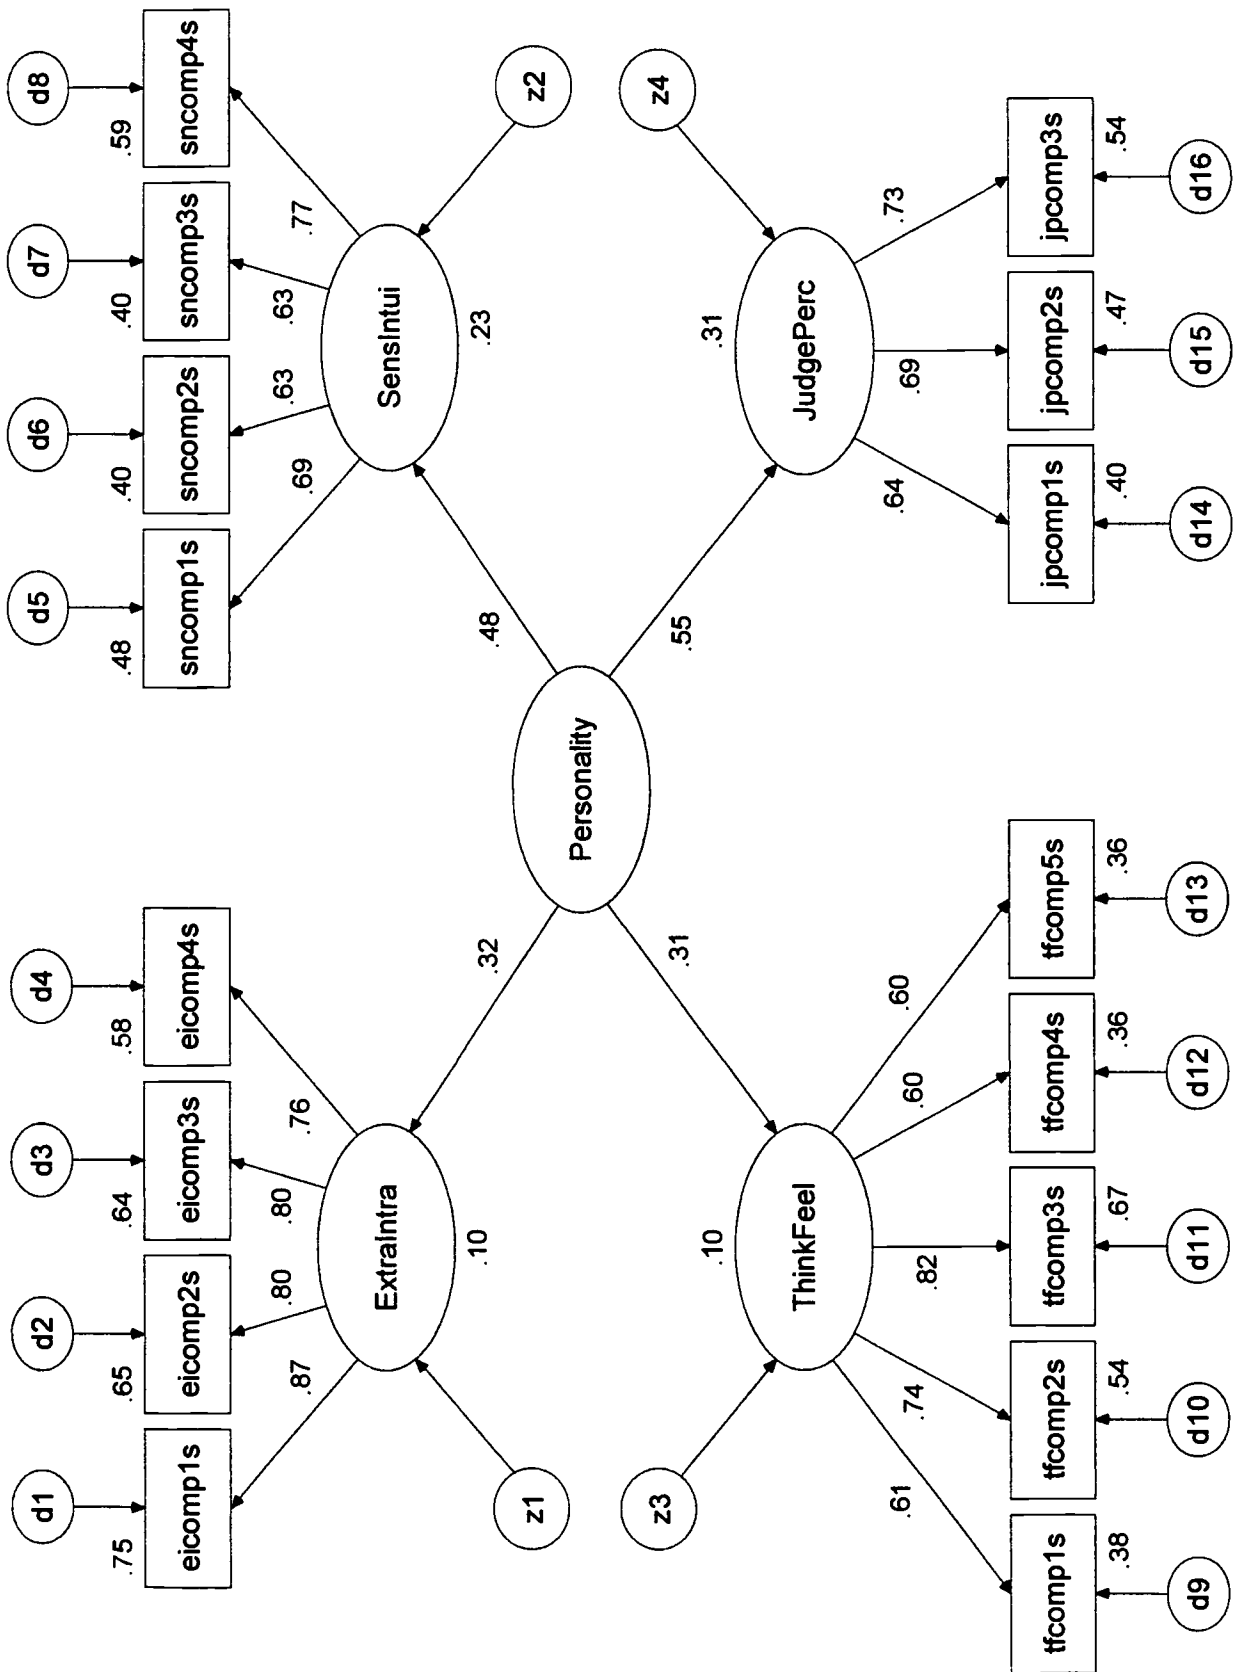 d1 d2 d3 d4 d5 d6 d7 d8
.75 .65 .64 .58 .48 .40 .40 .59
eicomp1s eicomp2s eicomp3s eicomp4s sncomp1s sncomp2s sncomp3s sncomp4s
.87 .80 .80 .76 .69 .63 .63 .77
ExtraIntra SensIntui
.10 .23
z1 .32 .48 z2
Personality
z3 .31 .55 z4
.10 .31
ThinkFeel JudgePerc
.61 .74 .82 .60 .60 .64 .69 .73
tfcomp1s tfcomp2s tfcomp3s tfcomp4s tfcomp5s jpcomp1s jpcomp2s jpcomp3s
.38 .54 .67 .36 .36 .40 .47 .54
d9 d10 d11 d12 d13 d14 d15 d16